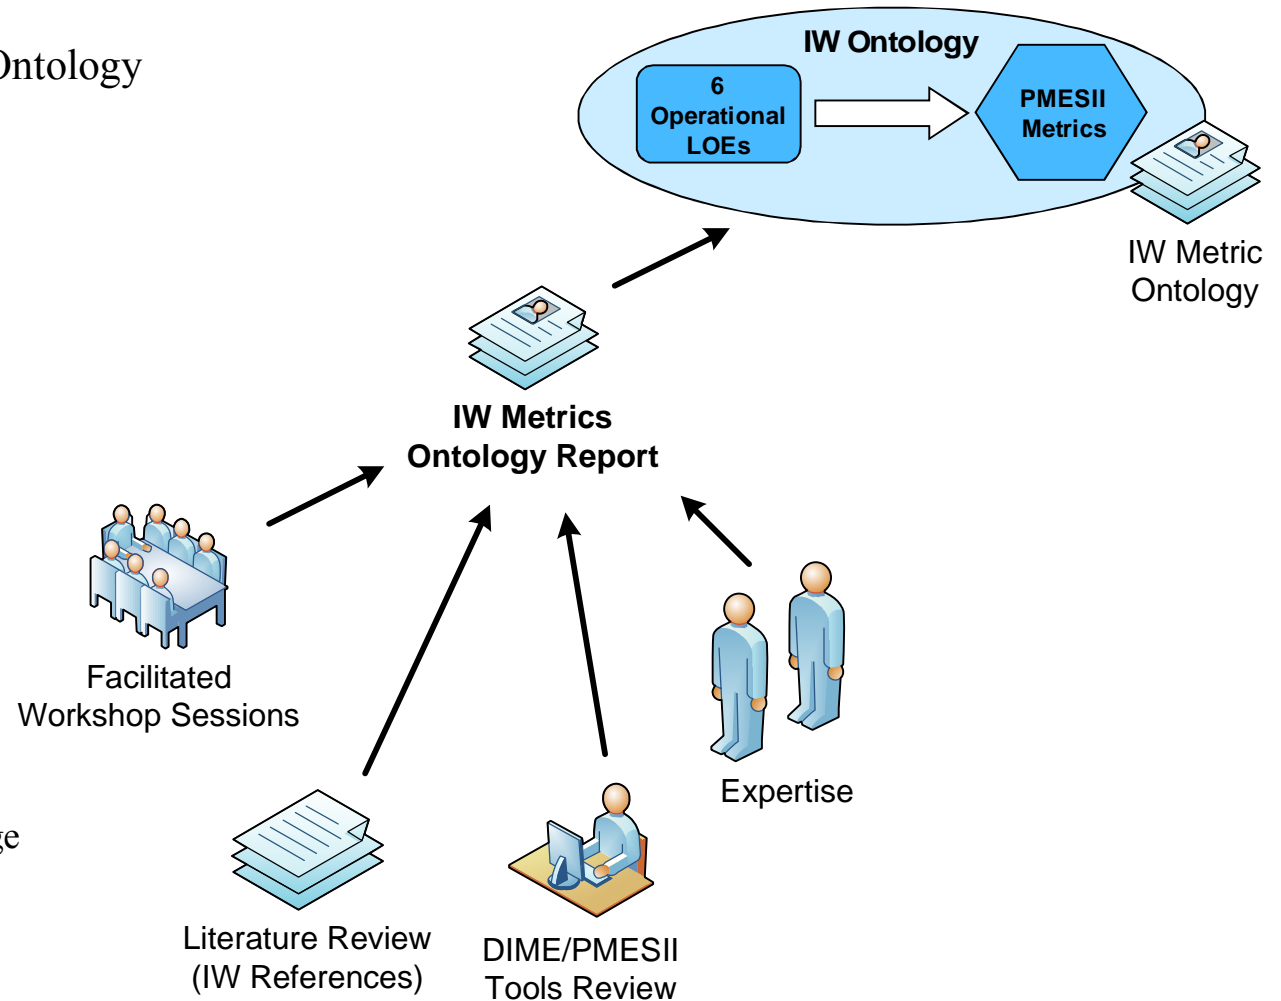 Ontology
IW Ontology
6
Operational
LOEs
PMESII
Metrics
IW Metric
Ontology
IW Metrics
Ontology Report
Facilitated
Workshop Sessions
Expertise
Literature Review
(IW References)
DIME/PMESII
Tools Review